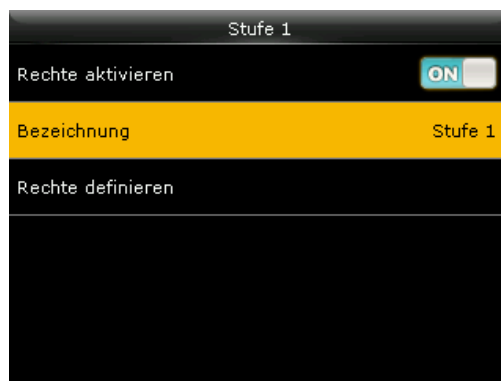 Stufe 1
Rechte aktivieren ON
Bezeichnung Stufe 1
Rechte definieren